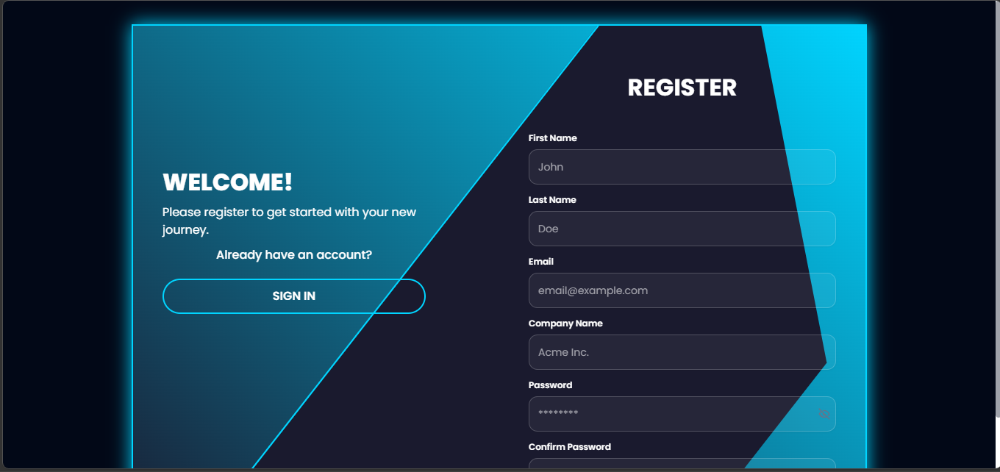 WELCOME!
Please register to get started with your new
journey.
Already have an account?
SIGN IN
REGISTER
First Name
John
Last Name
Doe
Email
email@example.com
Company Name
Acme Inc.
Password
********
Confirm Password